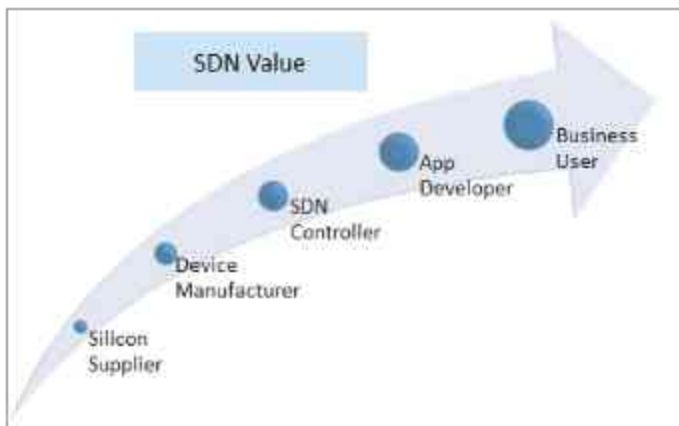 SDN Value
Business
User
App
Developer
SDN
Controller
Device
Manufacturer
Silicon
Supplier